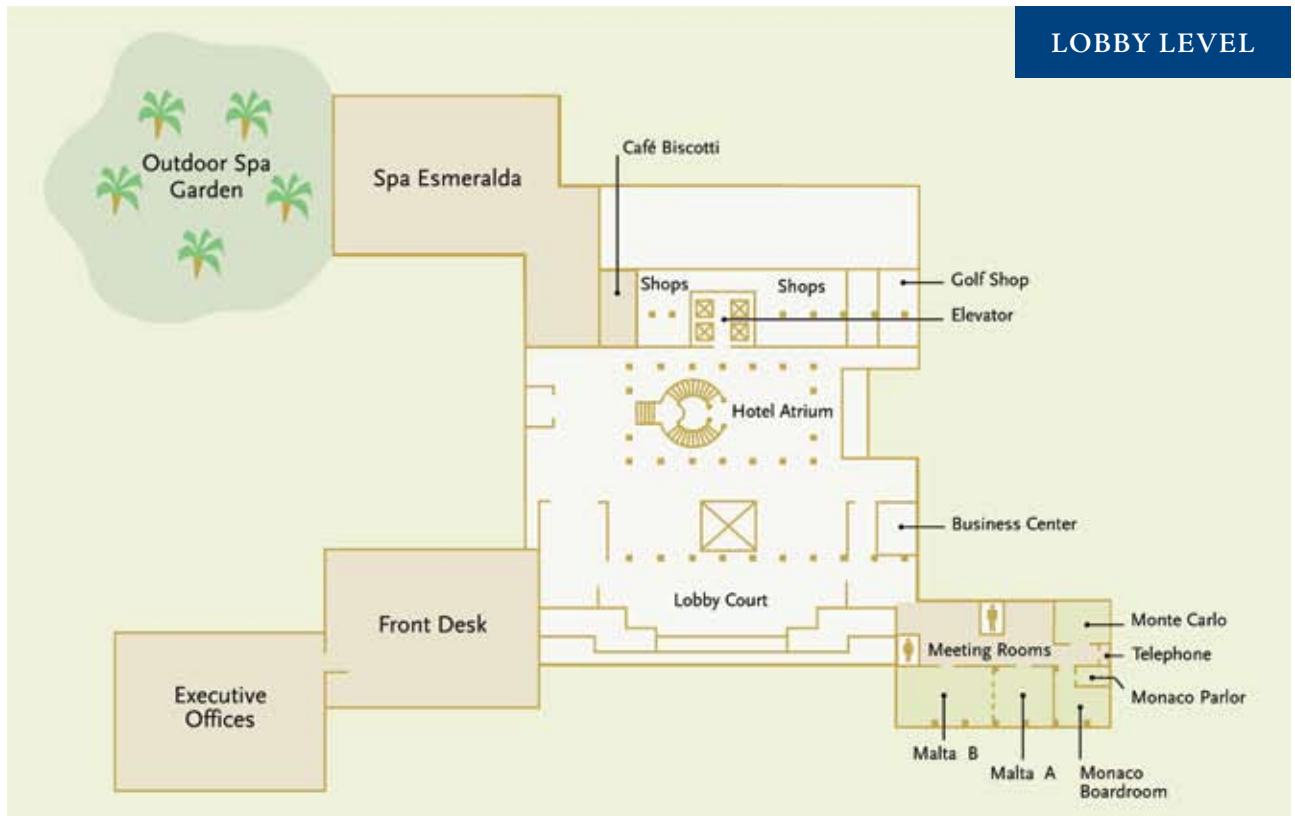 LOBBY LEVEL
Café Biscotti
Outdoor Spa
Garden
Spa Esmeralda
Shops
Shops
Golf Shop
Elevator
Hotel Atrium
Business Center
Lobby Court
Front Desk
Monte Carlo
Meeting Rooms
Telephone
Monaco Parlor
Executive
Offices
Malta B
Malta A
Monaco
Boardroom